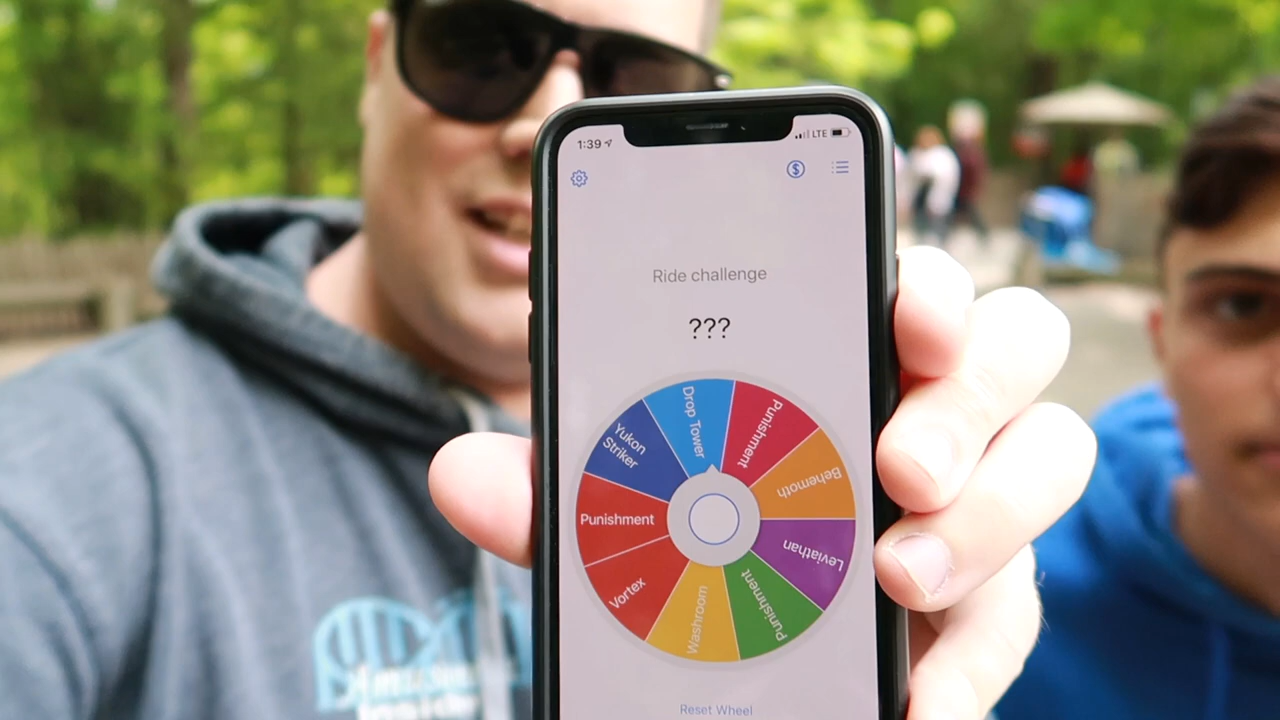 1:39
LTE
$
Ride challenge
???
Drop Tower
Punishment
Behemoth
Leviathan
Punishment
Washroom
Vortex
Punishment
Yukon
Striker
Reset Wheel